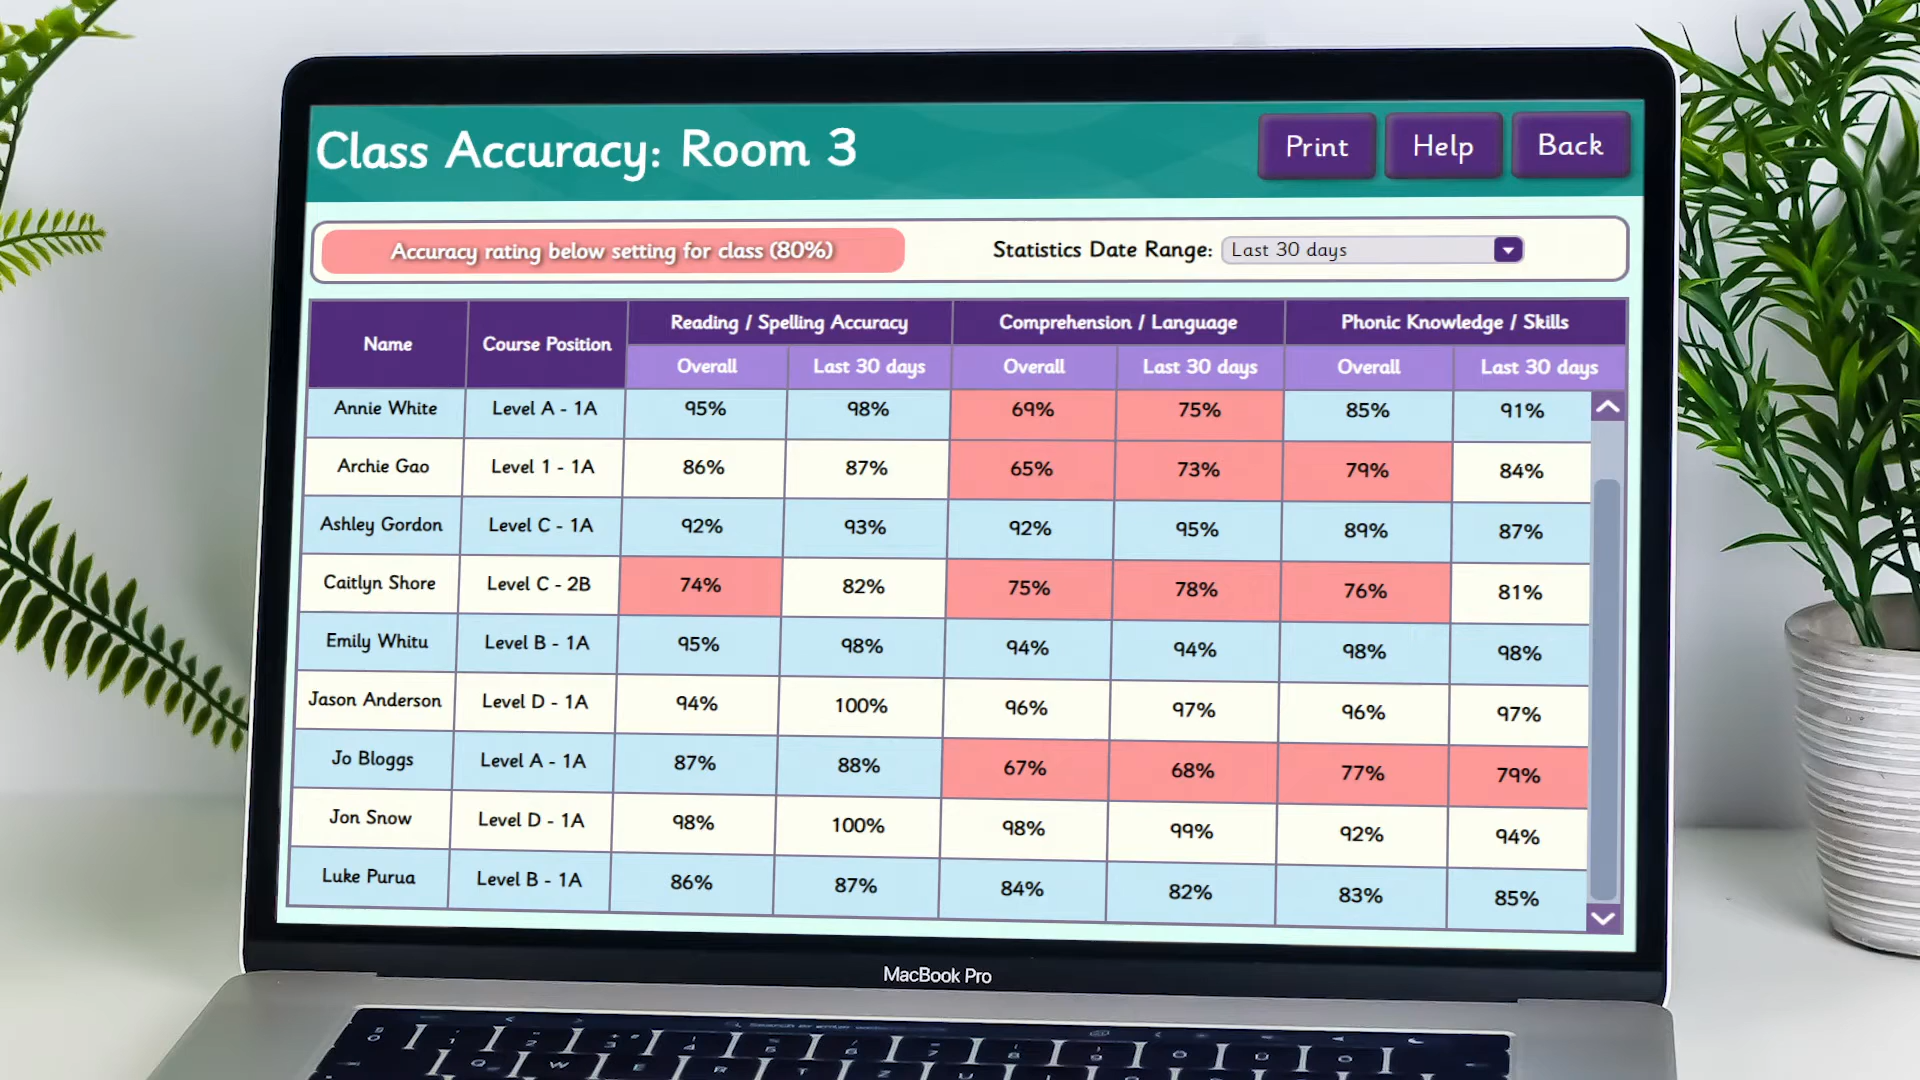 Class Accuracy: Room 3
Print Help Back
Accuracy rating below setting for class (80%)
Statistics Date Range: Last 30 days
Name Course Position Reading / Spelling Accuracy Comprehension / Language Phonic Knowledge / Skills
Overall Last 30 days Overall Last 30 days Overall Last 30 days
Annie White Level A - 1A 95% 98% 69% 75% 85% 91%
Archie Gao Level 1 - 1A 86% 87% 65% 73% 79% 84%
Ashley Gordon Level C - 1A 92% 93% 92% 95% 89% 87%
Caitlyn Shore Level C - 2B 74% 82% 75% 78% 76% 81%
Emily Whitu Level B - 1A 95% 98% 94% 94% 98% 98%
Jason Anderson Level D - 1A 94% 100% 96% 97% 96% 97%
Jo Bloggs Level A - 1A 87% 88% 67% 68% 77% 79%
Jon Snow Level D - 1A 98% 100% 98% 99% 92% 94%
Luke Purua Level B - 1A 86% 87% 84% 82% 83% 85%
MacBook Pro